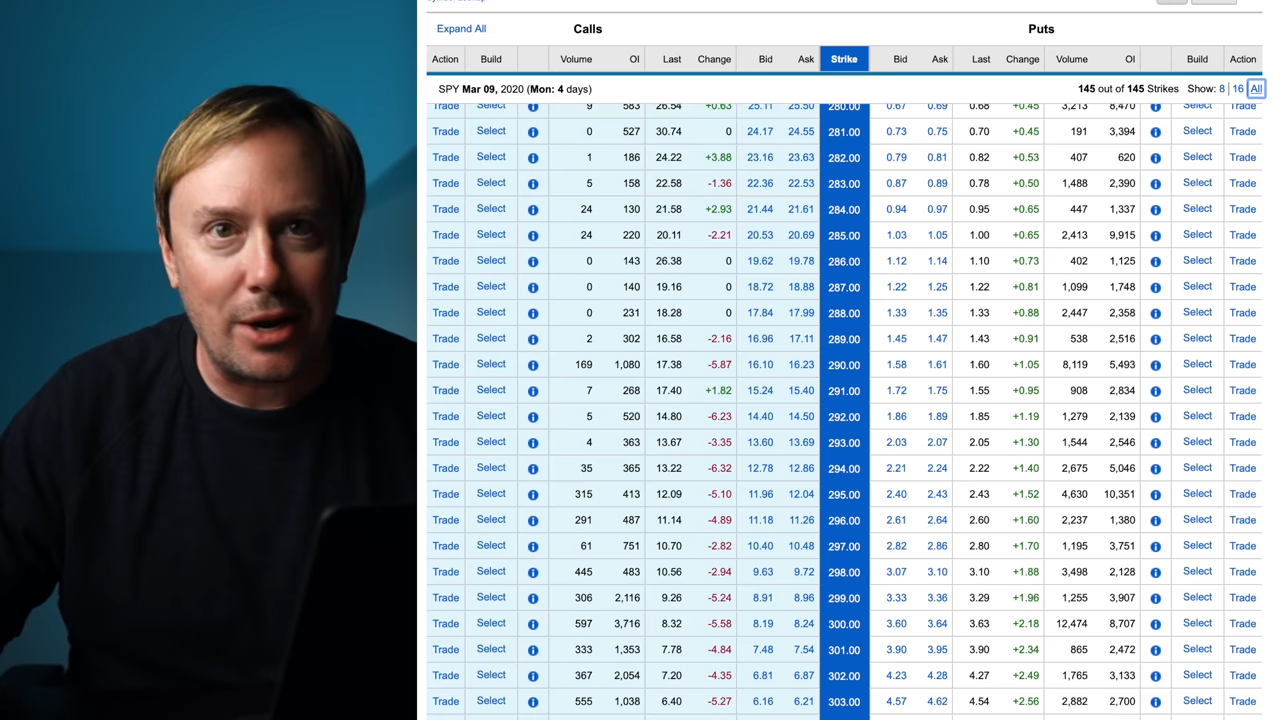 Expand All Calls Puts
Action Build Volume OI Last Change Bid Ask Strike Bid Ask Last Change Volume OI Build Action
SPY Mar 09, 2020 (Mon: 4 days) 145 out of 145 Strikes Show: 8 | 16 | All
Trade Select 9 583 26.54 +0.63 25.11 25.50 280.00 0.67 0.69 0.68 +0.45 3,213 8,470 Select Trade
Trade Select 0 527 30.74 0 24.17 24.55 281.00 0.73 0.75 0.70 +0.45 191 3,394 Select Trade
Trade Select 1 186 24.22 +3.88 23.16 23.63 282.00 0.79 0.81 0.82 +0.53 407 620 Select Trade
Trade Select 5 158 22.58 -1.36 22.36 22.53 283.00 0.87 0.89 0.78 +0.50 1,488 2,390 Select Trade
Trade Select 24 130 21.58 +2.93 21.44 21.61 284.00 0.94 0.97 0.95 +0.65 447 1,337 Select Trade
Trade Select 24 220 20.11 -2.21 20.53 20.69 285.00 1.03 1.05 1.00 +0.65 2,413 9,915 Select Trade
Trade Select 0 143 26.38 0 19.62 19.78 286.00 1.12 1.14 1.10 +0.73 402 1,125 Select Trade
Trade Select 0 140 19.16 0 18.72 18.88 287.00 1.22 1.25 1.22 +0.81 1,099 1,748 Select Trade
Trade Select 0 231 18.28 0 17.84 17.99 288.00 1.33 1.35 1.33 +0.88 2,447 2,358 Select Trade
Trade Select 2 302 16.58 -2.16 16.96 17.11 289.00 1.45 1.47 1.43 +0.91 538 2,516 Select Trade
Trade Select 169 1,080 17.38 -5.87 16.10 16.23 290.00 1.58 1.61 1.60 +1.05 8,119 5,493 Select Trade
Trade Select 7 268 17.40 +1.82 15.24 15.40 291.00 1.72 1.75 1.55 +0.95 908 2,834 Select Trade
Trade Select 5 520 14.80 -6.23 14.40 14.50 292.00 1.86 1.89 1.85 +1.19 1,279 2,139 Select Trade
Trade Select 4 363 13.67 -3.35 13.60 13.69 293.00 2.03 2.07 2.05 +1.30 1,544 2,546 Select Trade
Trade Select 35 365 13.22 -6.32 12.78 12.86 294.00 2.21 2.24 2.22 +1.40 2,675 5,046 Select Trade
Trade Select 315 413 12.09 -5.10 11.96 12.04 295.00 2.40 2.43 2.43 +1.52 4,630 10,351 Select Trade
Trade Select 291 487 11.14 -4.89 11.18 11.26 296.00 2.61 2.64 2.60 +1.60 2,237 1,380 Select Trade
Trade Select 61 751 10.70 -2.82 10.40 10.48 297.00 2.82 2.86 2.80 +1.70 1,195 3,751 Select Trade
Trade Select 445 483 10.56 -2.94 9.63 9.72 298.00 3.07 3.10 3.10 +1.88 3,498 2,128 Select Trade
Trade Select 306 2,116 9.26 -5.24 8.91 8.96 299.00 3.33 3.36 3.29 +1.96 1,255 3,907 Select Trade
Trade Select 597 3,716 8.32 -5.58 8.19 8.24 300.00 3.60 3.64 3.63 +2.18 12,474 8,707 Select Trade
Trade Select 333 1,353 7.78 -4.84 7.48 7.54 301.00 3.90 3.95 3.90 +2.34 865 2,472 Select Trade
Trade Select 367 2,054 7.20 -4.35 6.81 6.87 302.00 4.23 4.28 4.27 +2.49 1,765 3,133 Select Trade
Trade Select 555 1,038 6.40 -5.27 6.16 6.21 303.00 4.57 4.62 4.54 +2.56 2,882 2,700 Select Trade